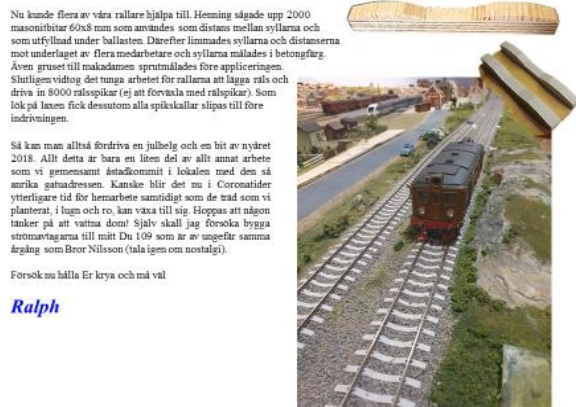 Nu kunde flera av våra rallare hjälpa till. Henning sågade upp 2000
masonitbitar 60x8 mm som användes som distans mellan syllarna och
som utfyllnad under ballasten. Därefter limmades syllarna och distanserna
mot underlaget av flera medarbetare och syllarna målades i betongfärg.
Även gruset till makadamen sprutmålades före appliceringen.
Slutligen vidtog det tunga arbetet för rallarna att lägga räls och
driva in 8000 rälsspikar (ej att förväxla med rälspikar). Som
lök på laxen fick dessutom alla spikskallar slipas till före
indrivningen.
Så kan man alltså fördriva en julhelg och en bit av nyåret
2018. Allt detta är bara en liten del av allt annat arbete
som vi gemensamt åstadkommit i lokalen med den så
anrika gatuadressen. Kanske blir det nu i Coronatider
ytterligare tid för hemarbete samtidigt som de träd som vi
planterat, i lugn och ro, kan växa till sig. Hoppas att någon
tänker på att vattna dom! Själv skall jag försöka bygga
strömavtagarna till mitt Du 109 som är av ungefär samma
årgång som Bror Nilsson (tala igen om nostalgi).
Försök nu hålla Er krya och må väl
Ralph